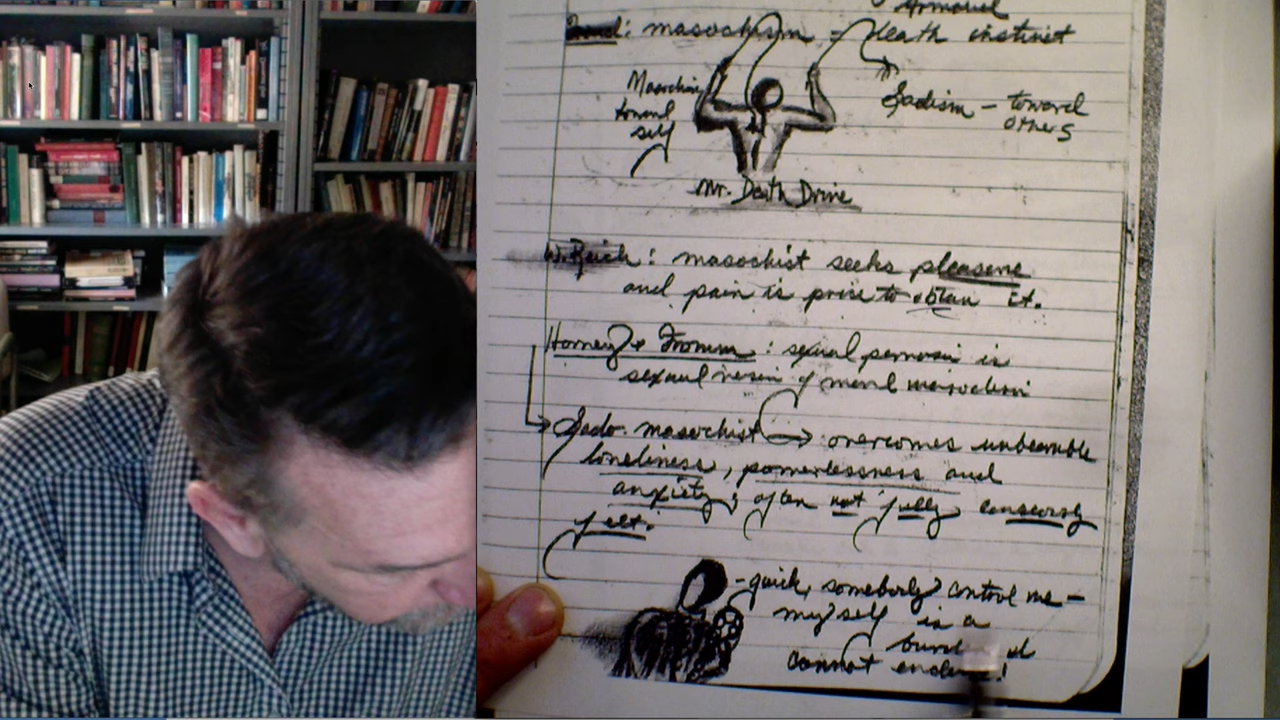 Freud: masochism = death instinct
Masochism
toward
self
Sadism – toward
others
Mr. Death Drive
W. Reich: masochist seeks pleasure
and pain is price to obtain it.
Horney & Fromm: sexual perversion is
sexual version of moral masochism
Sado-masochist → overcomes unbearable
loneliness, powerlessness and
anxiety; often not fully consciously
felt.
– quick, somebody control me –
myself is a
burden I
cannot endure!